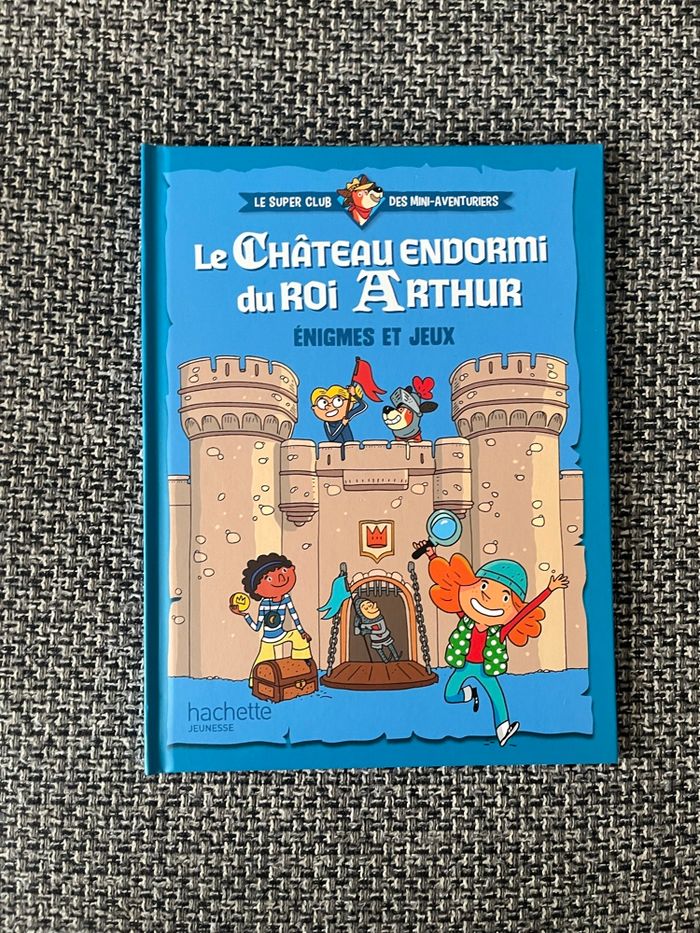 LE SUPER CLUB DES MINI-AVENTURIERS
LE CHÂTEAU ENDORMI
DU ROI ARTHUR
ÉNIGMES ET JEUX
hachette
JEUNESSE